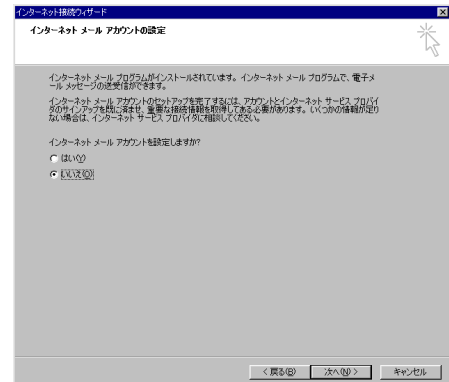 インターネット接続ウィザード
インターネット メール アカウントの設定
インターネット メール プログラムがインストールされています。インターネット メール プログラムで、電子メ
ール メッセージの送受信ができます。
インターネット メール アカウントのセットアップを完了するには、アカウントとインターネット サービス プロバイ
ダのサインアップを既に済ませ、重要な接続情報を取得してある必要があります。いくつかの情報が足り
ない場合は、インターネット サービス プロバイダに相談してください。
インターネット メール アカウントを設定しますか?
はい(Y)
いいえ(O)
< 戻る(B)
次へ(N) >
キャンセル